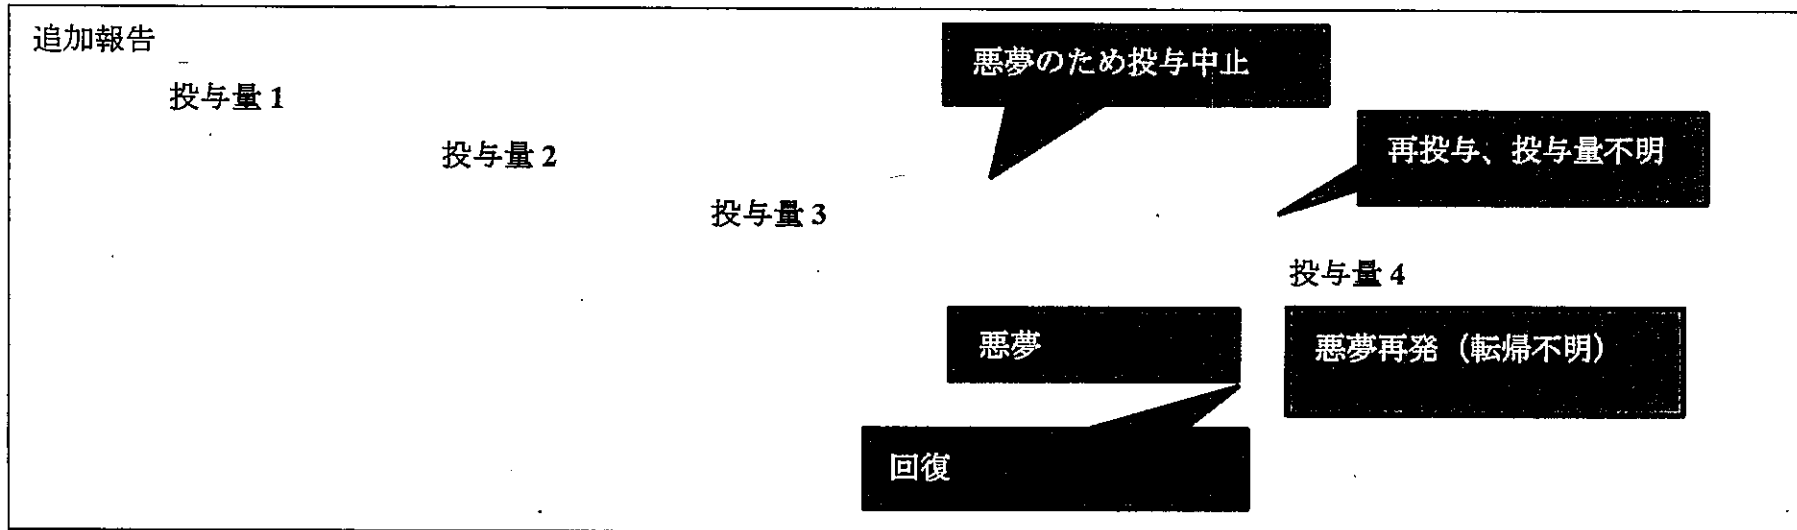 追加報告
悪夢のため投与中止
投与量 1
再投与、投与量不明
投与量 2
投与量 3
投与量 4
悪夢
悪夢再発（転帰不明）
回復